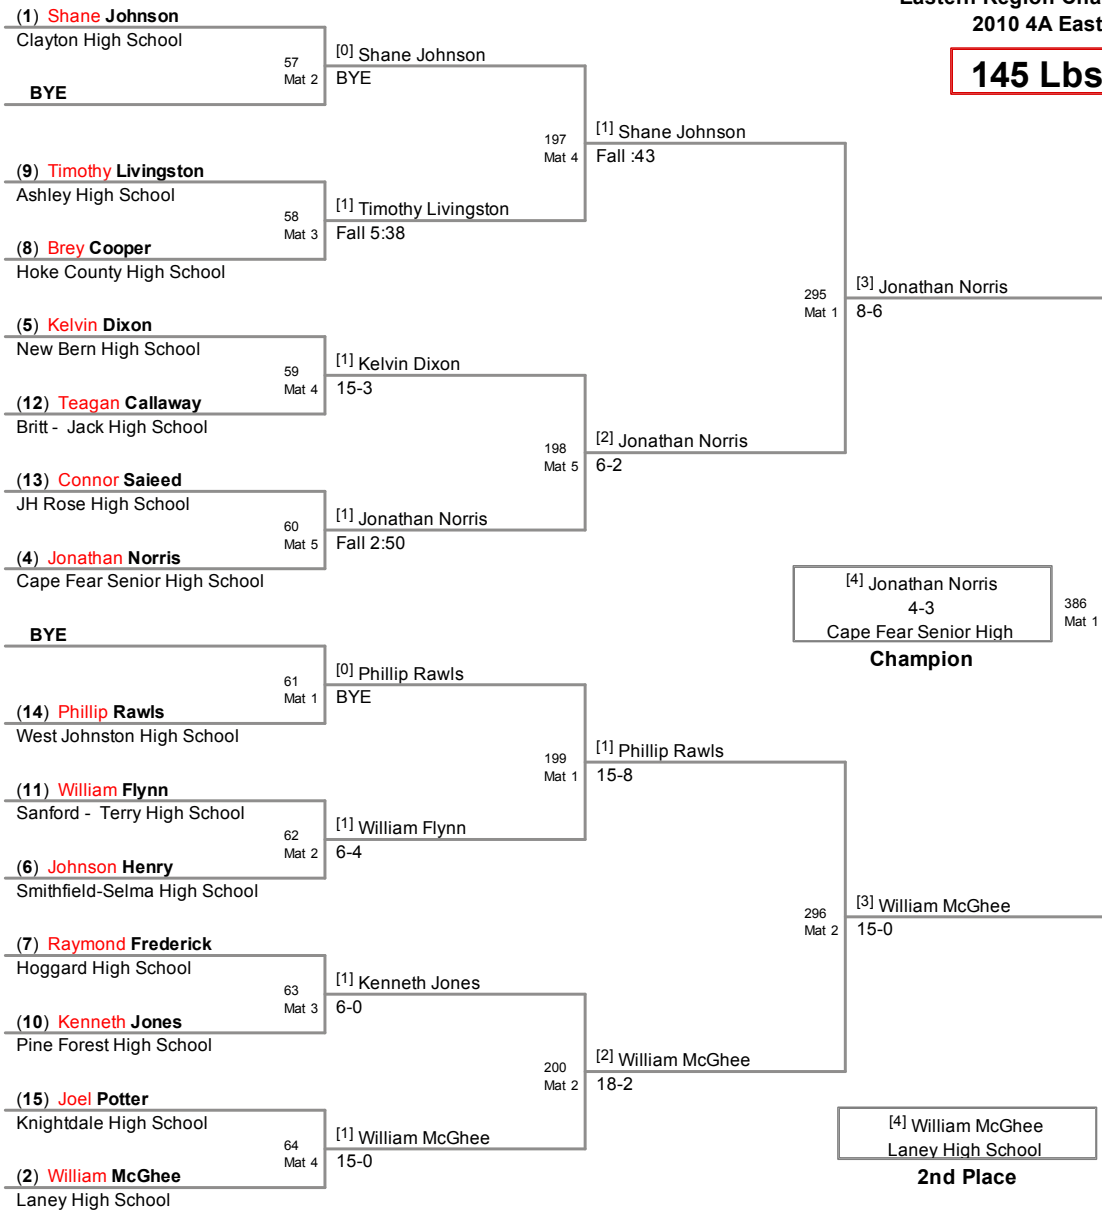 Eastern Region Cha
2010 4A East
145 Lbs
(1) Shane Johnson
Clayton High School
57
Mat 2
BYE
[0] Shane Johnson
BYE
(9) Timothy Livingston
Ashley High School
58
Mat 3
(8) Brey Cooper
Hoke County High School
[1] Timothy Livingston
Fall 5:38
197
Mat 4
[1] Shane Johnson
Fall :43
(5) Kelvin Dixon
New Bern High School
59
Mat 4
(12) Teagan Callaway
Britt - Jack High School
[1] Kelvin Dixon
15-3
(13) Connor Saieed
JH Rose High School
60
Mat 5
(4) Jonathan Norris
Cape Fear Senior High School
[1] Jonathan Norris
Fall 2:50
198
Mat 5
[2] Jonathan Norris
6-2
295
Mat 1
[3] Jonathan Norris
8-6
[4] Jonathan Norris
4-3
Cape Fear Senior High
Champion
386
Mat 1
BYE
61
Mat 1
(14) Phillip Rawls
West Johnston High School
[0] Phillip Rawls
BYE
(11) William Flynn
Sanford - Terry High School
62
Mat 2
(6) Johnson Henry
Smithfield-Selma High School
[1] William Flynn
6-4
199
Mat 1
[1] Phillip Rawls
15-8
(7) Raymond Frederick
Hoggard High School
63
Mat 3
(10) Kenneth Jones
Pine Forest High School
[1] Kenneth Jones
6-0
(15) Joel Potter
Knightdale High School
64
Mat 4
(2) William McGhee
Laney High School
[1] William McGhee
15-0
200
Mat 2
[2] William McGhee
18-2
296
Mat 2
[3] William McGhee
15-0
[4] William McGhee
Laney High School
2nd Place